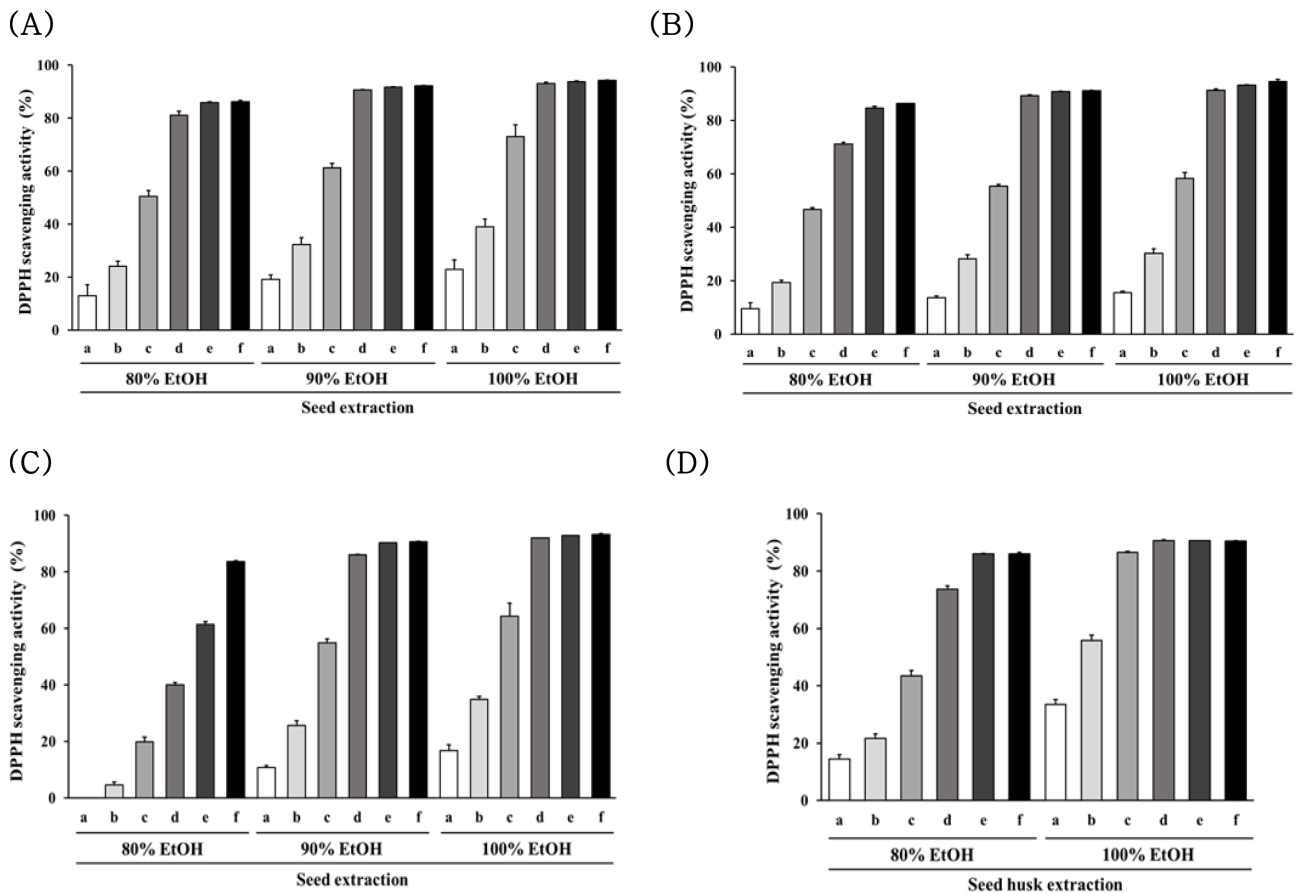 (A)
DPPH scavenging activity (%)
100
80
60
40
20
0
a b c d e f a b c d e f a b c d e f
80% EtOH 90% EtOH 100% EtOH
Seed extraction
(B)
DPPH scavenging activity (%)
100
80
60
40
20
0
a b c d e f a b c d e f a b c d e f
80% EtOH 90% EtOH 100% EtOH
Seed extraction
(C)
DPPH scavenging activity (%)
100
80
60
40
20
0
a b c d e f a b c d e f a b c d e f
80% EtOH 90% EtOH 100% EtOH
Seed extraction
(D)
DPPH scavenging activity (%)
100
80
60
40
20
0
a b c d e f a b c d e f
80% EtOH 100% EtOH
Seed husk extraction